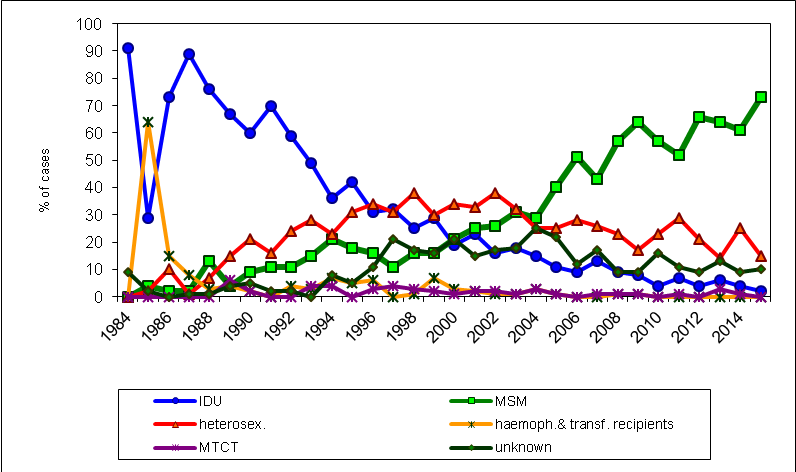 100
90
80
70
60
50
40
30
20
10
0
% of cases
1984 1986 1988 1990 1992 1994 1996 1998 2000 2002 2004 2006 2008 2010 2012 2014
IDU MSM
heterosex. haemoph.& transf. recipients
MTCT unknown